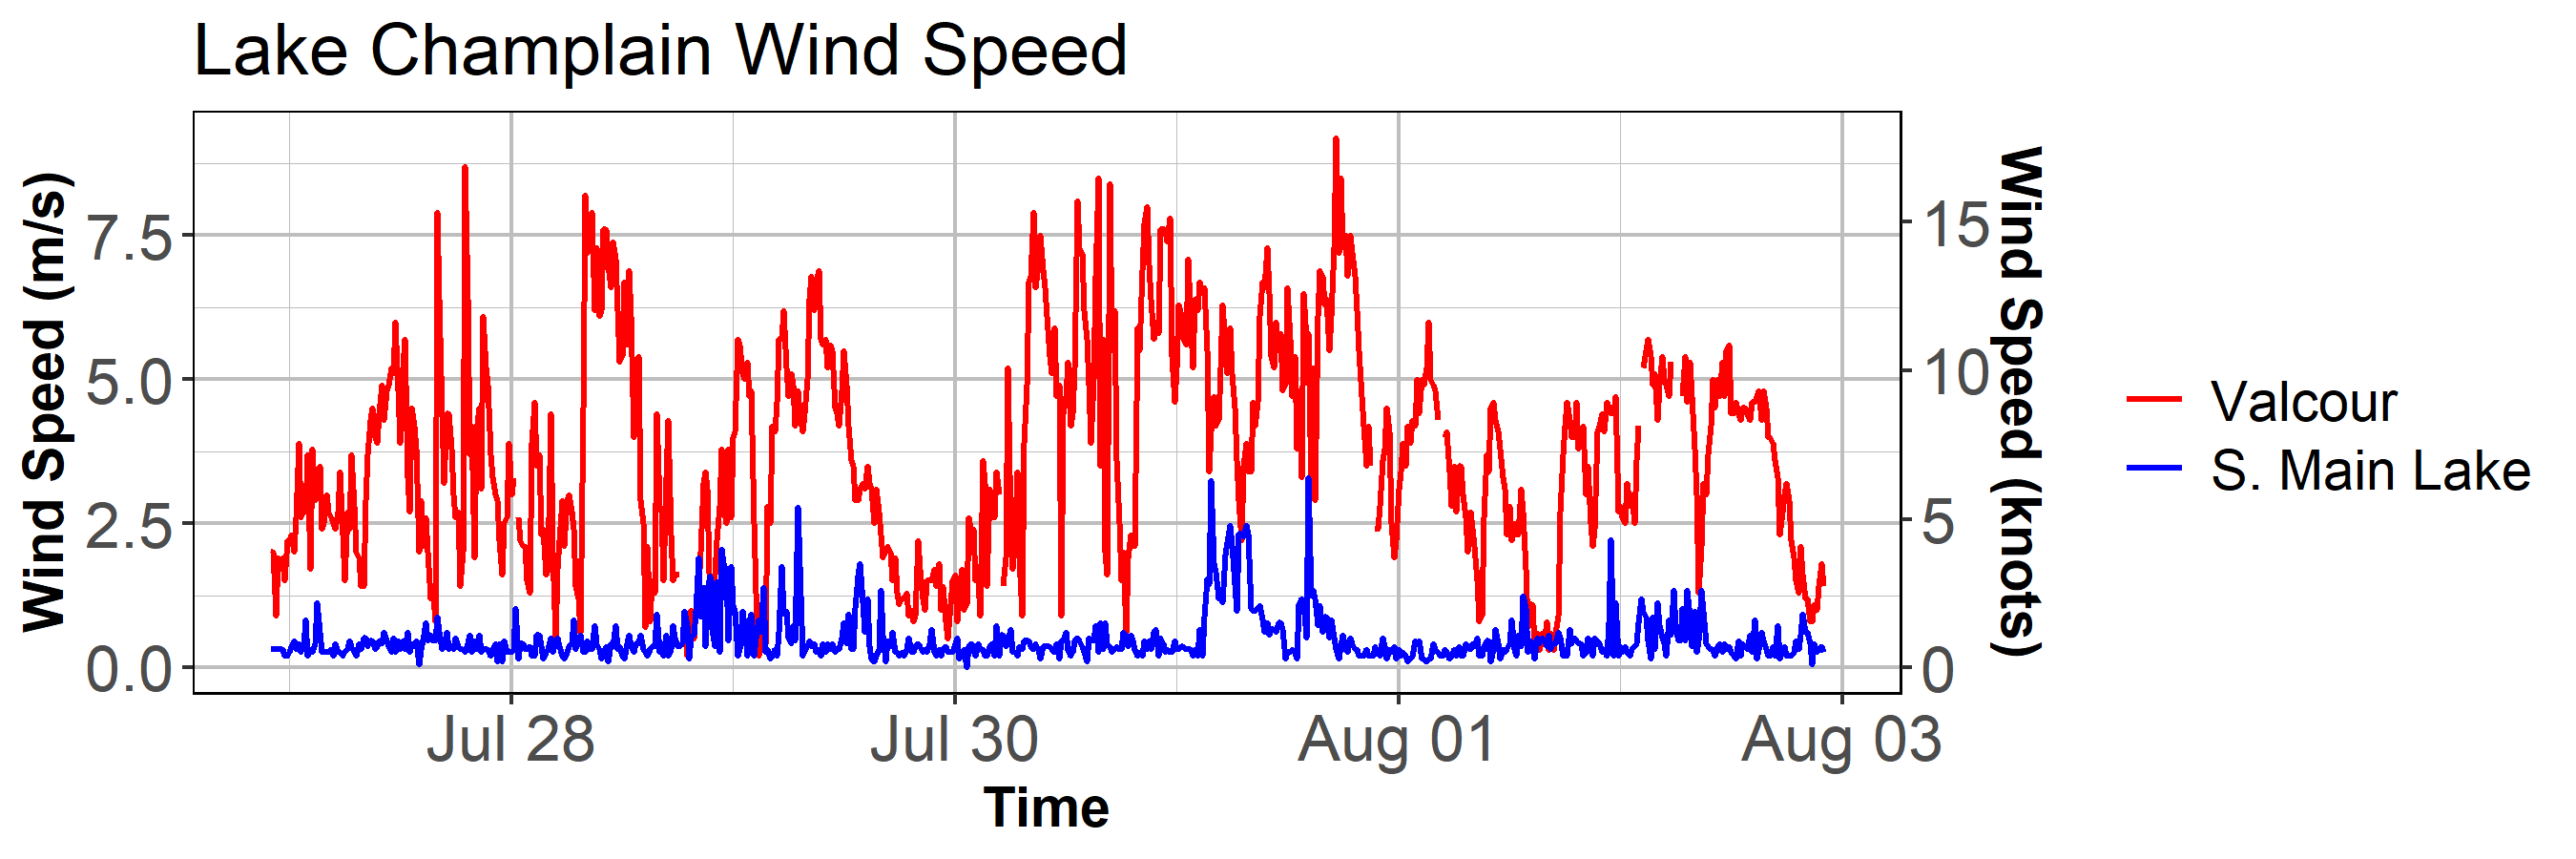 Lake Champlain Wind Speed
Wind Speed (m/s)
7.5
5.0
2.5
0.0
Wind Speed (knots)
15
10
5
0
Jul 28
Jul 30
Aug 01
Aug 03
Time
Valcour
S. Main Lake